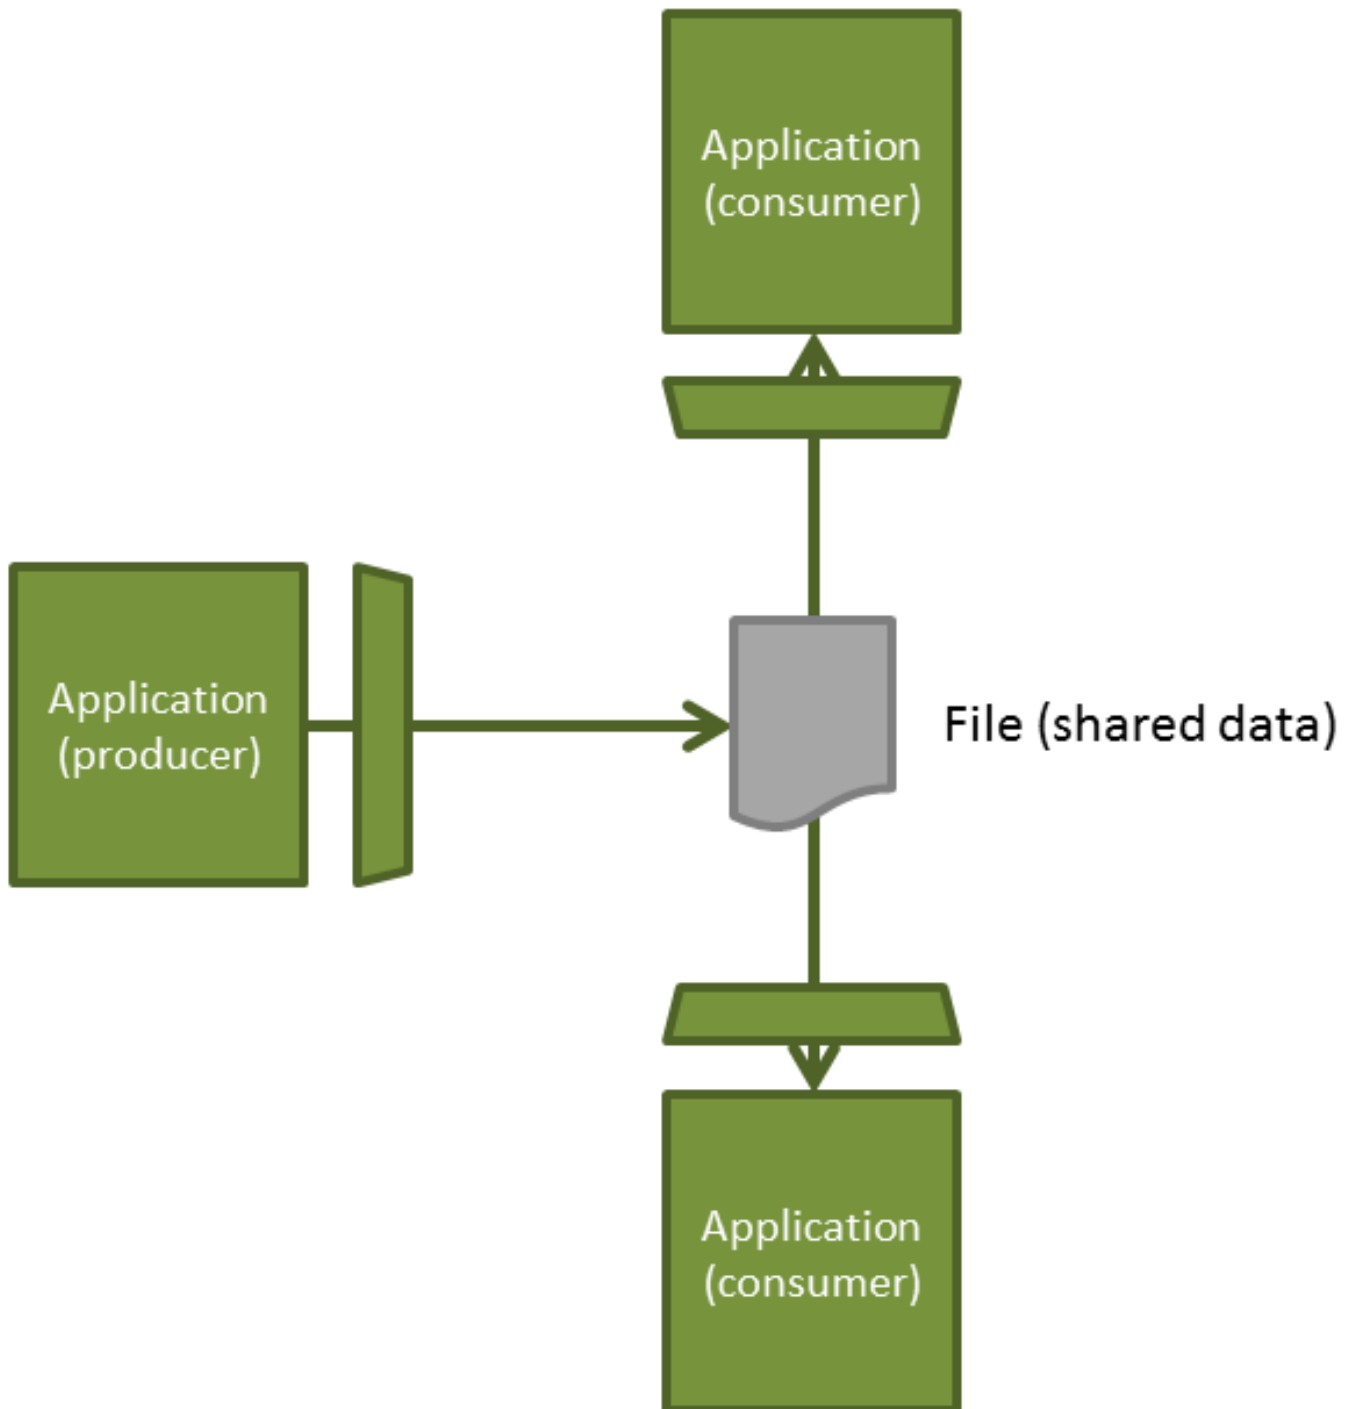 Application
(consumer)
Application
(producer)
File (shared data)
Application
(consumer)